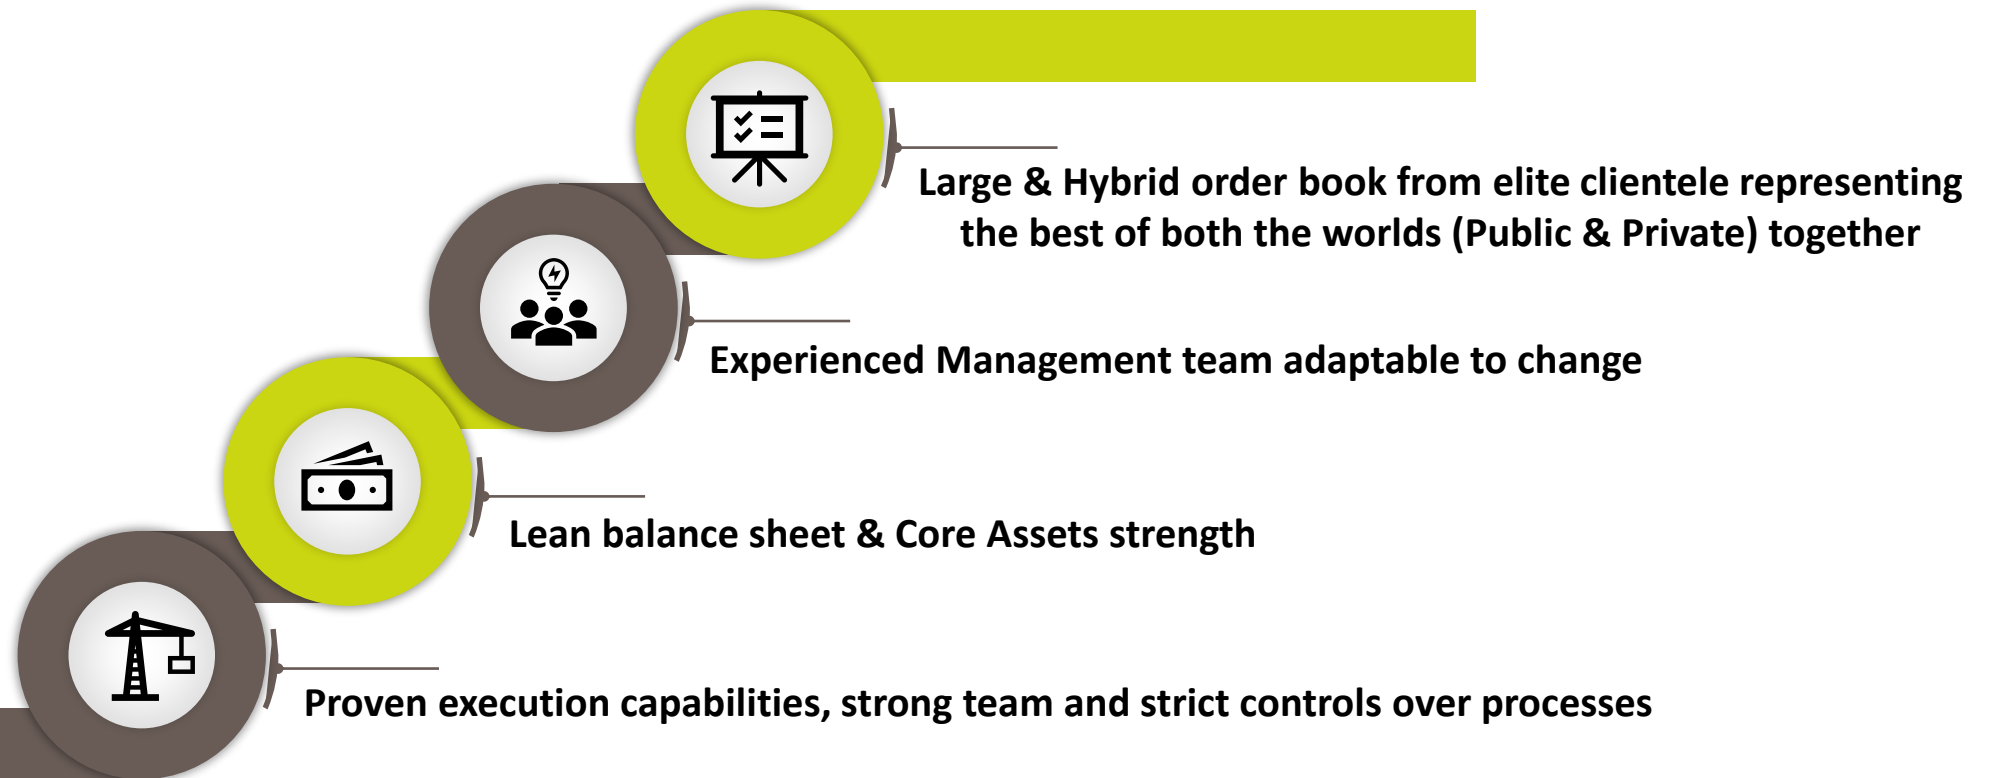 Large & Hybrid order book from elite clientele representing
the best of both the worlds (Public & Private) together
Experienced Management team adaptable to change
Lean balance sheet & Core Assets strength
Proven execution capabilities, strong team and strict controls over processes